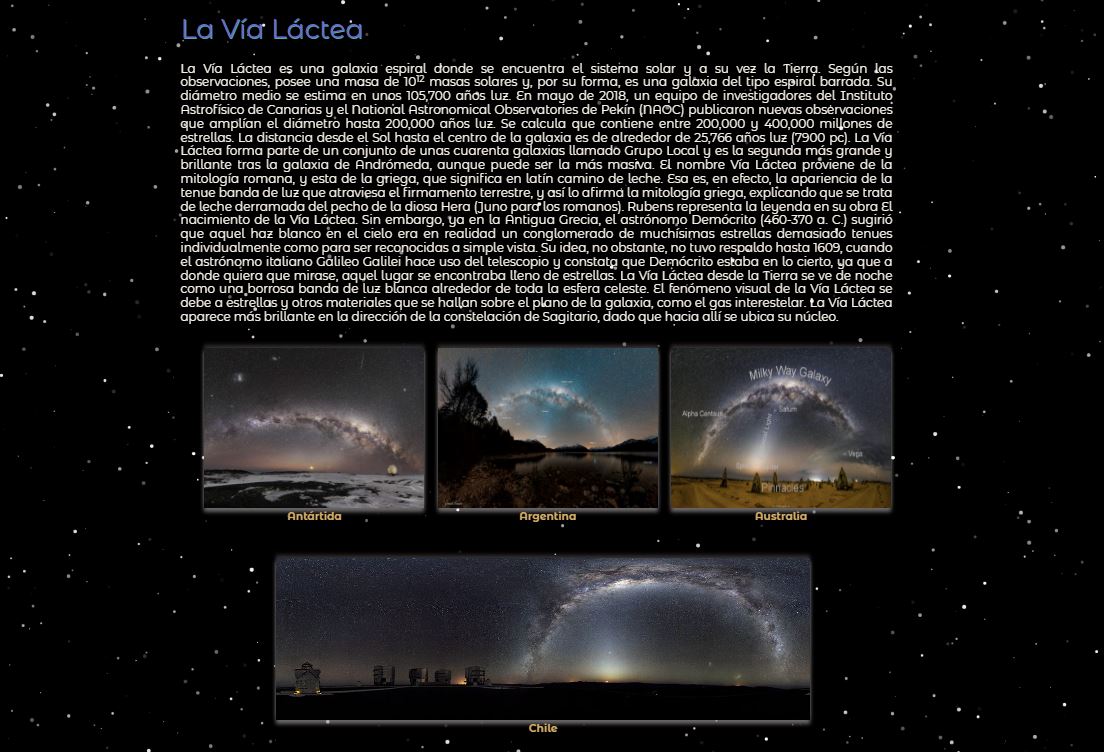 La Vía Láctea
La Vía Láctea es una galaxia espiral donde se encuentra el sistema solar y a su vez la Tierra. Según las
observaciones, posee una masa de 10¹² masas solares y, por su forma, es una galaxia del tipo espiral barrada. Su
diámetro medio se estima en unos 105,700 años luz. En mayo de 2018, un equipo de investigadores del Instituto
Astrofísico de Canarias y el National Astronomical Observatories de Pekín (NAOC) publicaron nuevas observaciones
que amplían el diámetro hasta 200,000 años luz. Se calcula que contiene entre 200,000 y 400,000 millones de
estrellas. La distancia desde el Sol hasta el centro de la galaxia es de alrededor de 25,766 años luz (7900 pc). La Vía
Láctea forma parte de un conjunto de unas cuarenta galaxias llamado Grupo Local y es la segunda más grande y
brillante tras la galaxia de Andrómeda, aunque puede ser la más masiva. El nombre Vía Láctea proviene de la
mitología romana, y esta de la griega, que significa en latín camino de leche. Esa es, en efecto, la apariencia de la
tenue banda de luz que atraviesa el firmamento terrestre, y así lo afirma la mitología griega, explicando que se trata
de leche derramada del pecho de la diosa Hera (Juno para los romanos). Rubens representa la leyenda en su obra El
nacimiento de la Vía Láctea. Sin embargo, ya en la Antigua Grecia, el astrónomo Demócrito (460-370 a. C.) sugirió
que aquel haz blanco en el cielo era en realidad un conglomerado de muchísimas estrellas demasiado tenues
individualmente como para ser reconocidas a simple vista. Su idea, no obstante, no tuvo respaldo hasta 1609, cuando
el astrónomo italiano Galileo Galilei hace uso del telescopio y constata que Demócrito estaba en lo cierto, ya que a
donde quiera que mirase, aquel lugar se encontraba lleno de estrellas. La Vía Láctea desde la Tierra se ve de noche
como una borrosa banda de luz blanca alrededor de toda la esfera celeste. El fenómeno visual de la Vía Láctea se
debe a estrellas y otros materiales que se hallan sobre el plano de la galaxia, como el gas interestelar. La Vía Láctea
aparece más brillante en la dirección de la constelación de Sagitario, dado que hacia allí se ubica su núcleo.
Milky Way Galaxy
Alpha Centauri
Saturn
Vega
Pinnacles
Antártida
Argentina
Australia
Chile